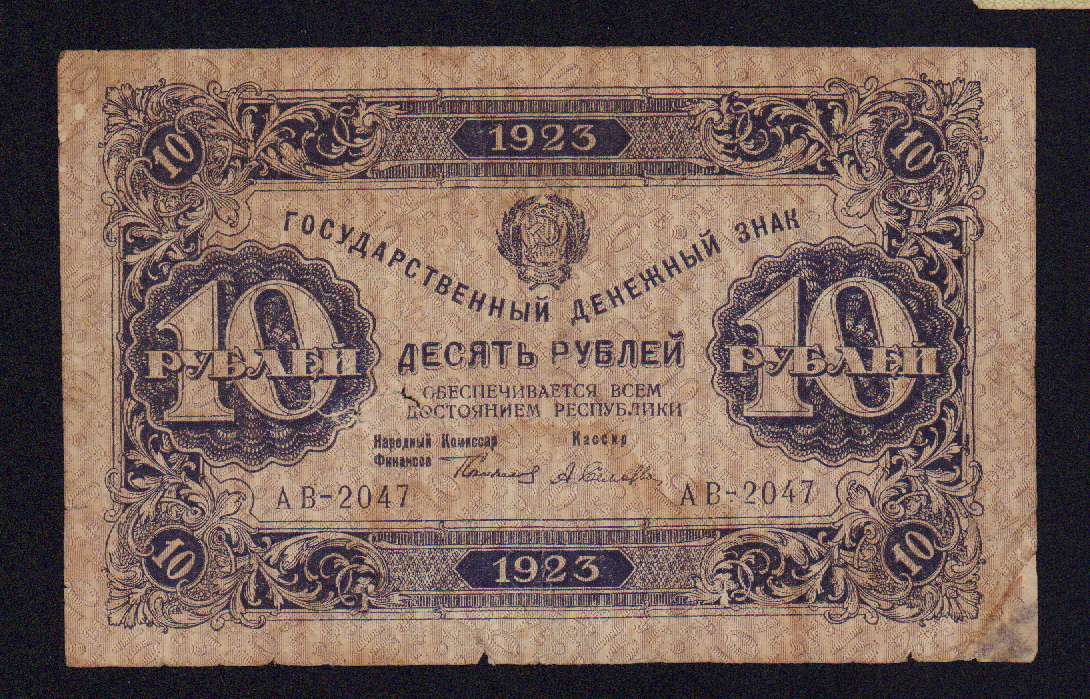 1923
10 10
ГОСУДАРСТВЕННЫЙ ДЕНЕЖНЫЙ ЗНАК
10 РУБЛЕЙ
10 РУБЛЕЙ
ДЕСЯТЬ РУБЛЕЙ
ОБЕСПЕЧИВАЕТСЯ ВСЕМ
ДОСТОЯНИЕМ РЕСПУБЛИКИ
Народный Комиссар
Финансов
Кассир
АВ-2047 АВ-2047
10 10
1923